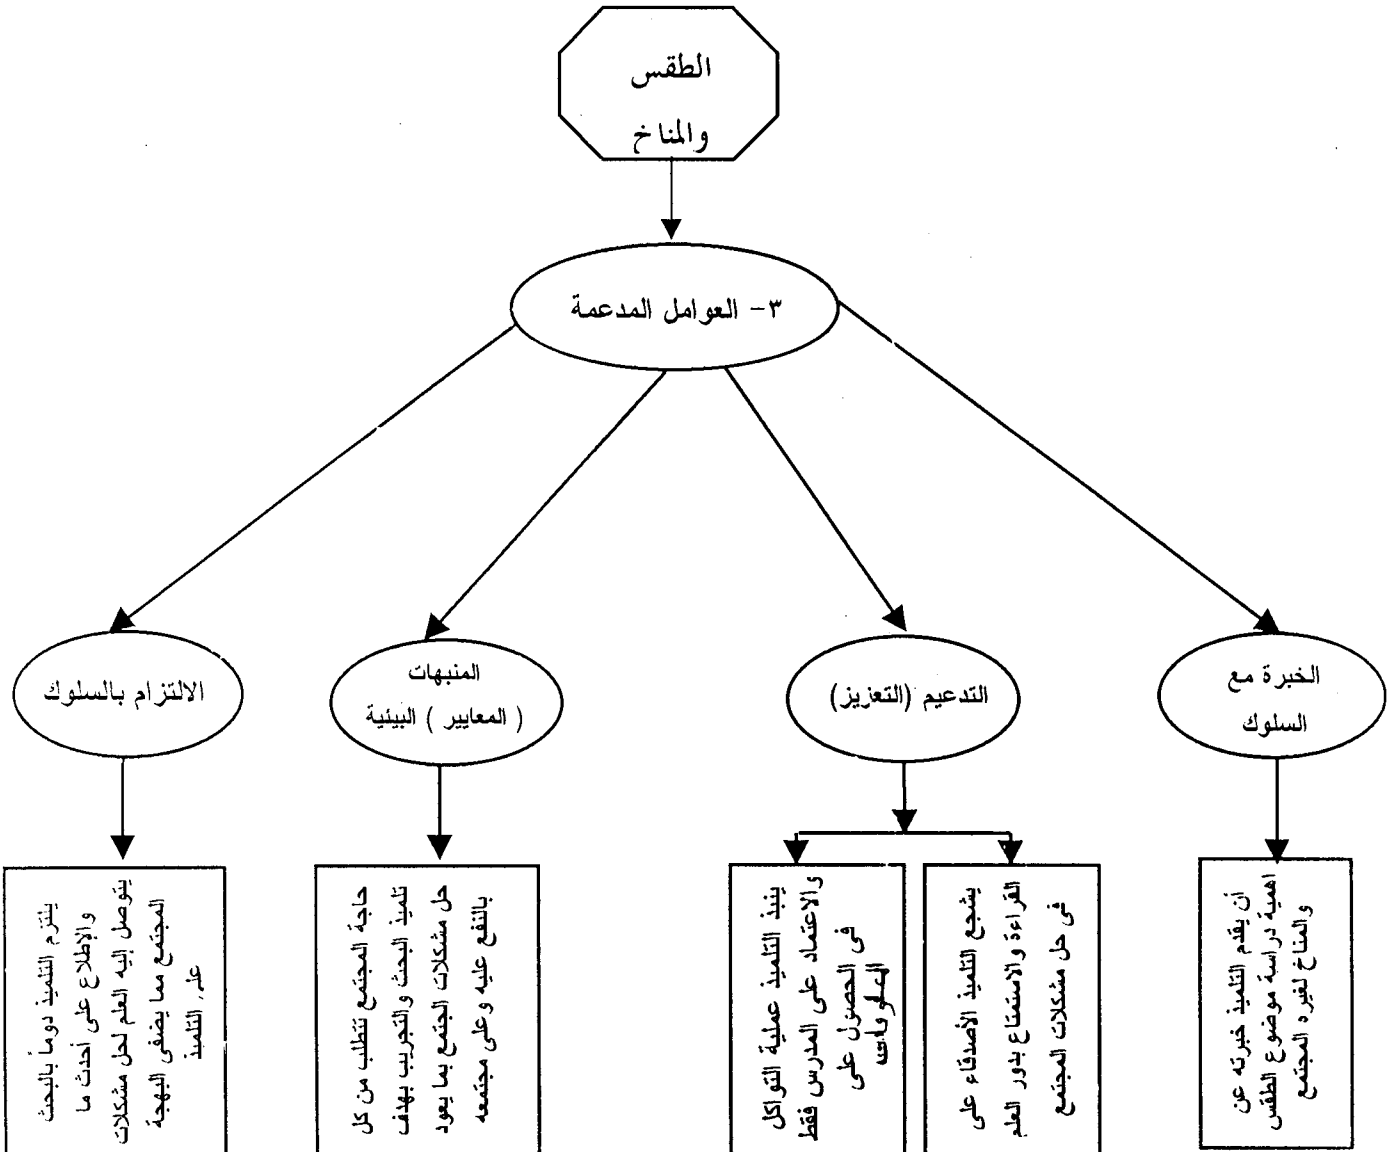 الطقس
والمناخ
٣- العوامل المدعمة
الخبرة مع
السلوك
التدعيم (التعزيز)
المنبهات
( المعايير ) البيئية
الالتزام بالسلوك
أن يقدم التلميذ خبرته عن
اهمية دراسة موضوع الطقس
والمناخ لغيره المجتمع
يشجع التلميذ الأصدقاء على
القراءة والاستمتاع بدور العلم
فى حل مشكلات المجتمع
ينبذ التلميذ عملية التواكل
والاعتماد على المدرس فقط
فى الحصول على
المعلومات
حاجة المجتمع تتطلب من كل
تلميذ البحث والتجريب بهدف
حل مشكلات الجتمع بما يعود
بالنفع عليه وعلى مجتمعه
يلتزم التلميذ دوماً بالبحث
والإطلاع على أحدث ما
يتوصل إليه العلم لحل مشكلات
المجتمع مما يضفى البهجة
على التلميذ